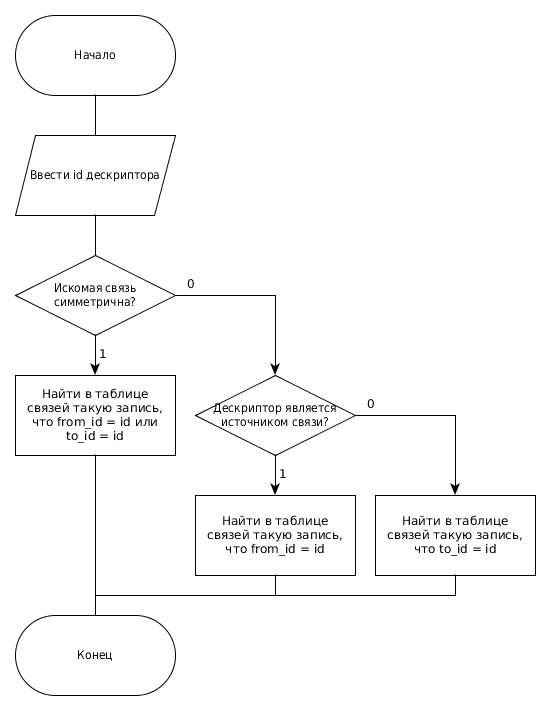 Начало
Ввести id дескриптора
Искомая связь
симметрична?
0
1
Найти в таблице
связей такую запись,
что from_id = id или
to_id = id
Дескриптор является
источником связи?
0
1
Найти в таблице
связей такую запись,
что from_id = id
Найти в таблице
связей такую запись,
что to_id = id
Конец